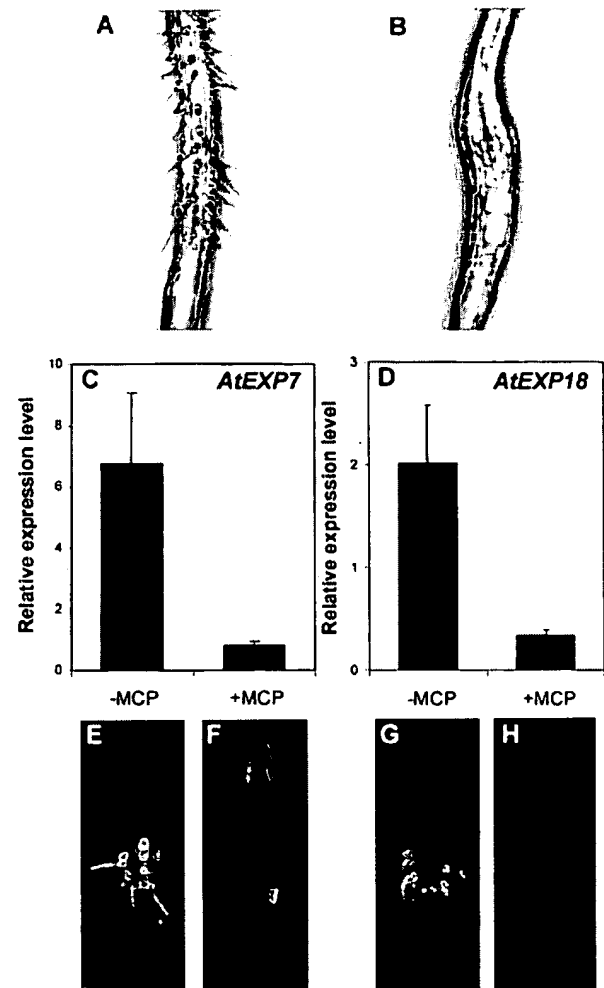 A
B
C
AtEXP7
Relative expression level
10
8
6
4
2
0
-MCP
+MCP
D
AtEXP18
Relative expression level
3
2
1
0
-MCP
+MCP
E
F
G
H